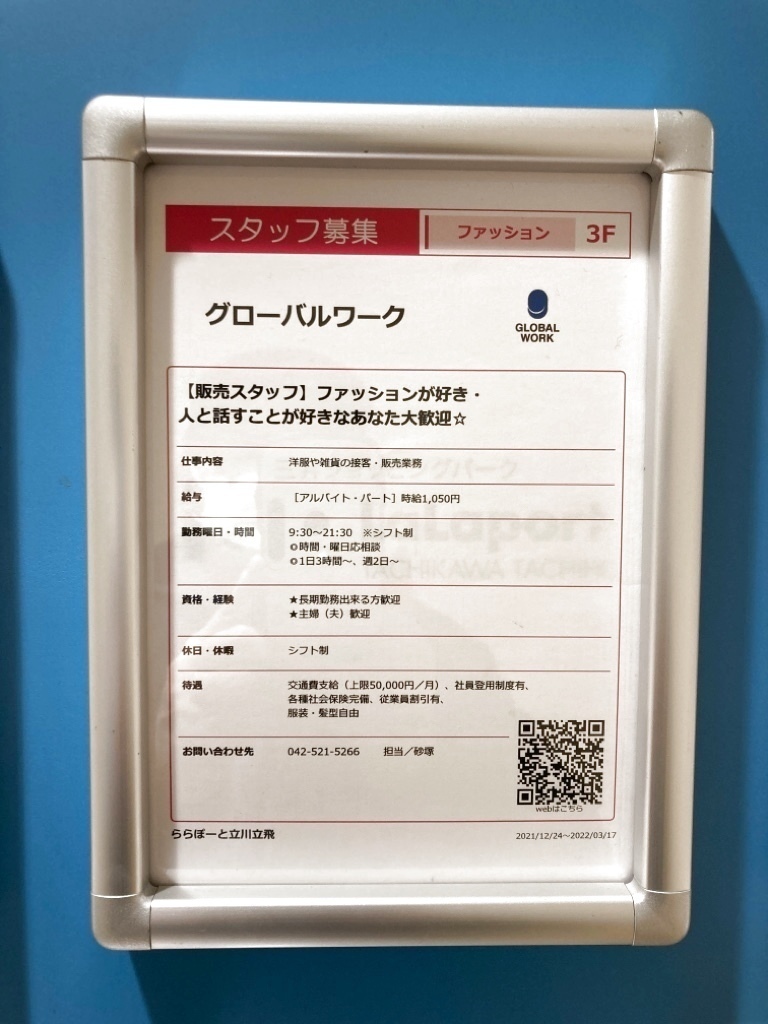 スタッフ募集
ファッション
3F
グローバルワーク
GLOBAL
WORK
【販売スタッフ】ファッションが好き・
人と話すことが好きなあなた大歓迎☆
仕事内容 洋服や雑貨の接客・販売業務
給与 ［アルバイト・パート］時給1,050円
勤務曜日・時間 9:30～21:30 ※シフト制
◎時間・曜日応相談
◎1日3時間～、週2日～
資格・経験 ★長期勤務出来る方歓迎
★主婦（夫）歓迎
休日・休暇 シフト制
待遇 交通費支給（上限50,000円／月）、社員登用制度有、
各種社会保険完備、従業員割引有、
服装・髪型自由
お問い合わせ先 042-521-5266 担当／砂塚
webはこちら
ららぽーと立川立飛
2021/12/24～2022/03/17